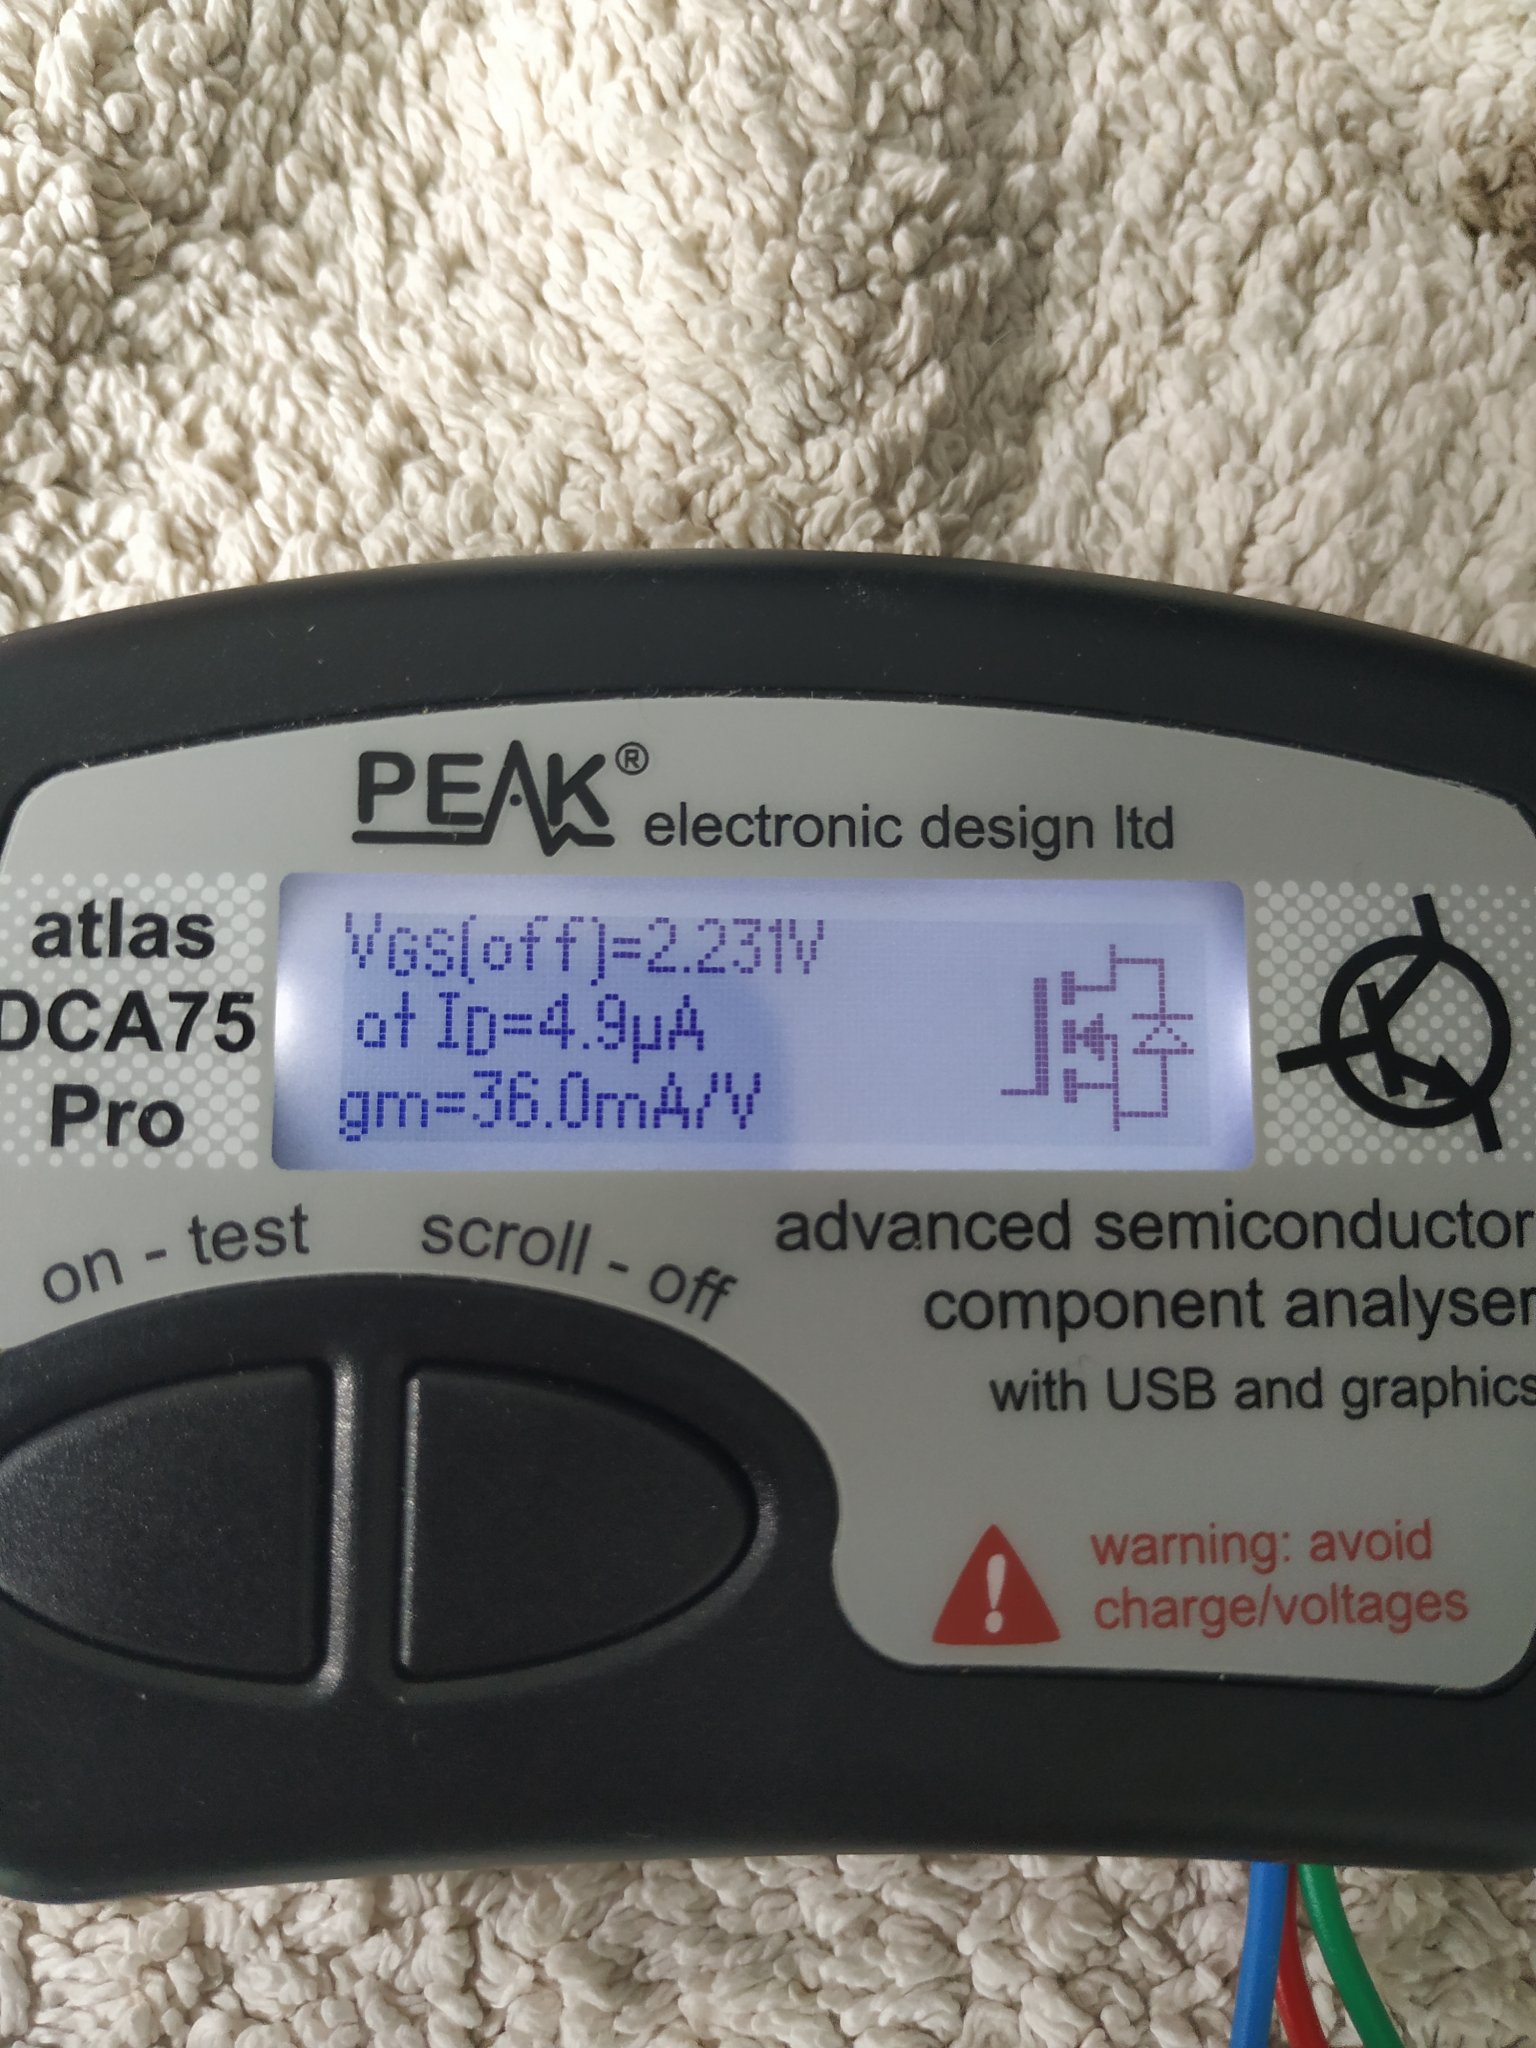 PEAK® electronic design ltd
atlas
DCA75
Pro
VGS(off)=2.231V
at ID=4.9µA
gm=36.0mA/V
on - test
scroll - off
advanced semiconductor
component analyser
with USB and graphics
warning: avoid
charge/voltages